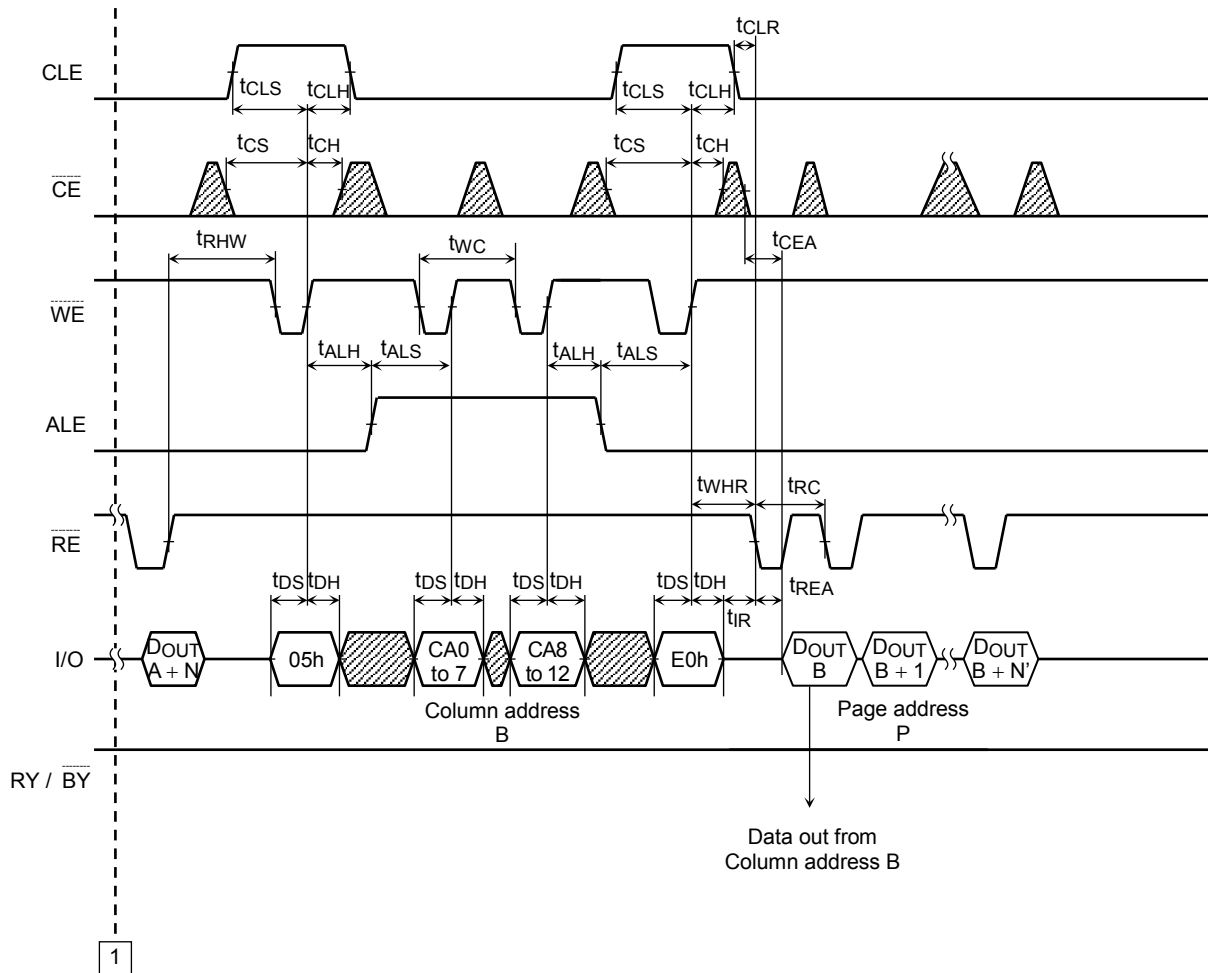 tCLR
CLE
tCLS tCLH tCLS tCLH
tCS tCH tCS tCH
CE
tCEA
tRHW tWC
WE
tALH tALS tALH tALS
ALE
tWHR tRC
RE
tDS tDH tDS tDH tDS tDH tDS tDH tREA
tIR
I/O
DOUT
A + N
05h
CA0
to 7
CA8
to 12
E0h
DOUT
B
DOUT
B + 1
DOUT
B + N’
Column address
B
Page address
P
RY / BY
Data out from
Column address B
1